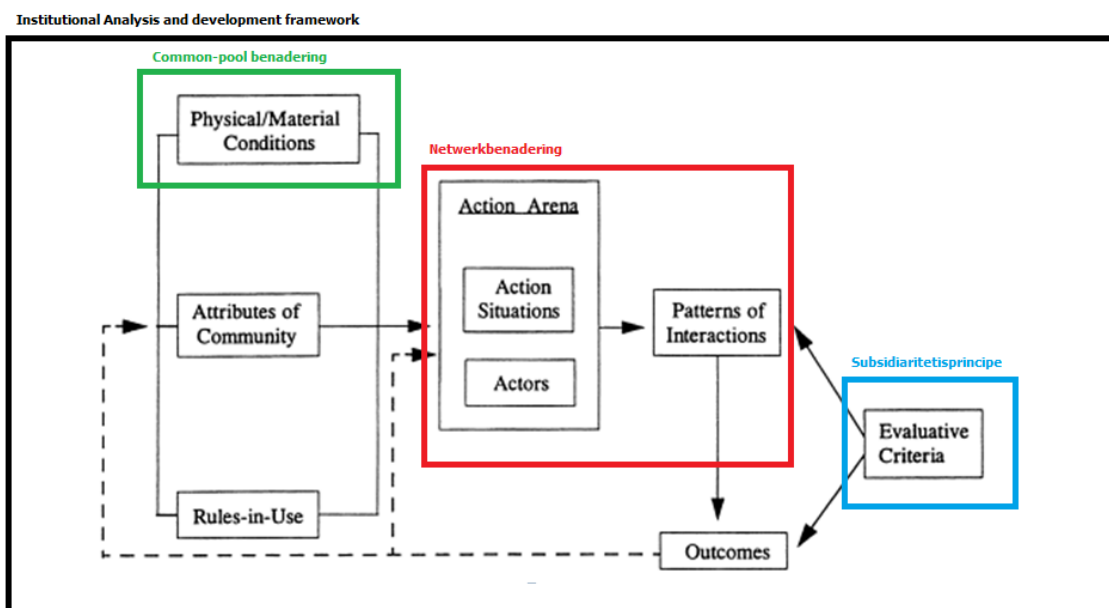 Institutional Analysis and development framework
Common-pool benadering
Physical/Material
Conditions
Netwerkbenadering
Action Arena
Action
Situations
Actors
Attributes of
Community
Patterns of
Interactions
Subsidiaritetisprincipe
Evaluative
Criteria
Rules-in-Use
Outcomes